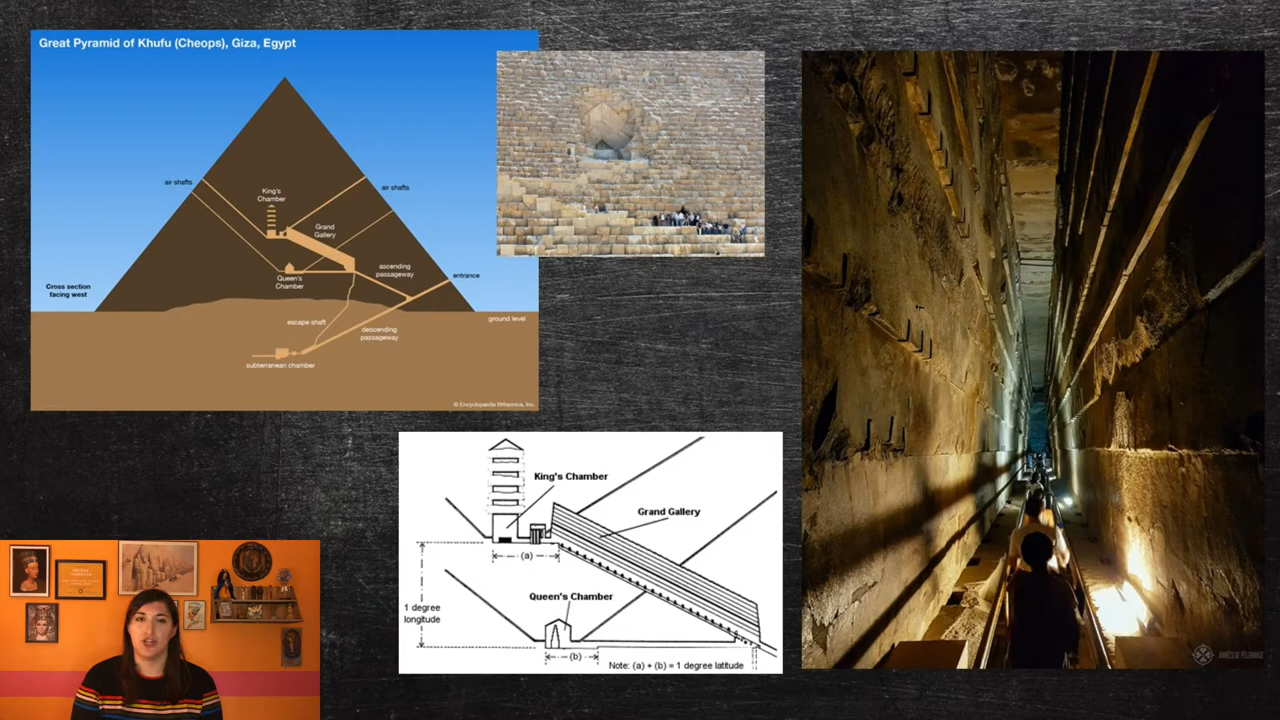 Great Pyramid of Khufu (Cheops), Giza, Egypt
air shafts
King's
Chamber
air shafts
Grand
Gallery
ascending
passageway
entrance
Queen's
Chamber
Cross section
facing west
escape shaft
ground level
descending
passageway
subterranean chamber
© Encyclopædia Britannica, Inc.
King's Chamber
Grand Gallery
(a)
1 degree
longitude
Queen's Chamber
(b)
Note: (a) + (b) = 1 degree latitude